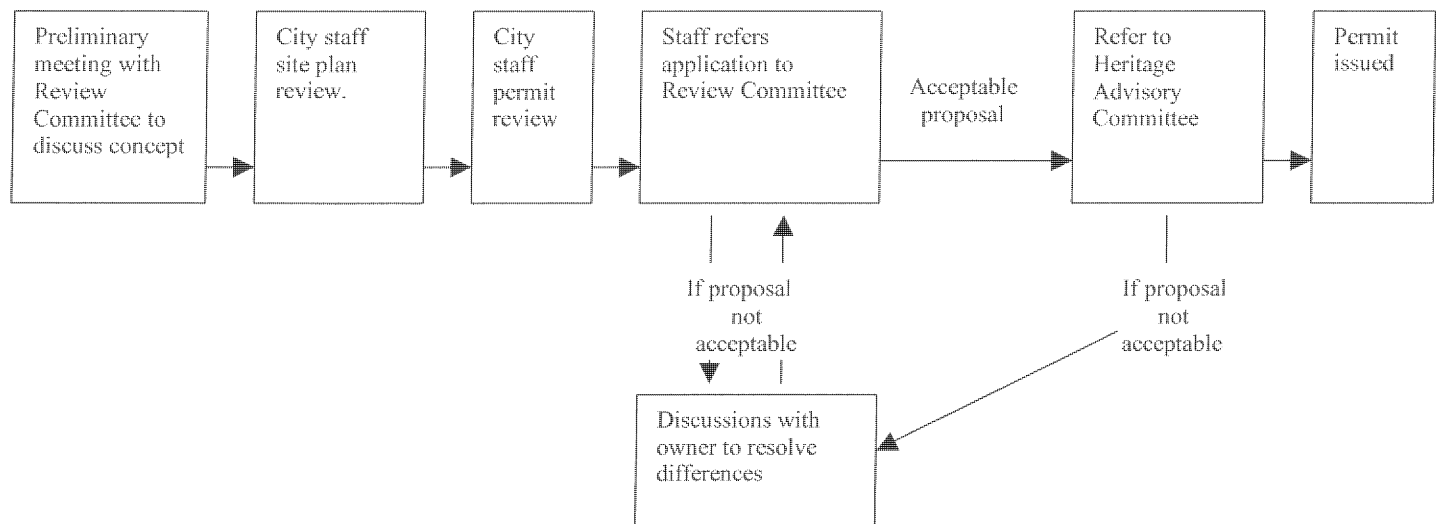 Preliminary
meeting with
Review
Committee to
discuss concept
City staff
site plan
review.
City
staff
permit
review
Staff refers
application to
Review Committee
Acceptable
proposal
Refer to
Heritage
Advisory
Committee
Permit
issued
If proposal
not
acceptable
If proposal
not
acceptable
Discussions with
owner to resolve
differences